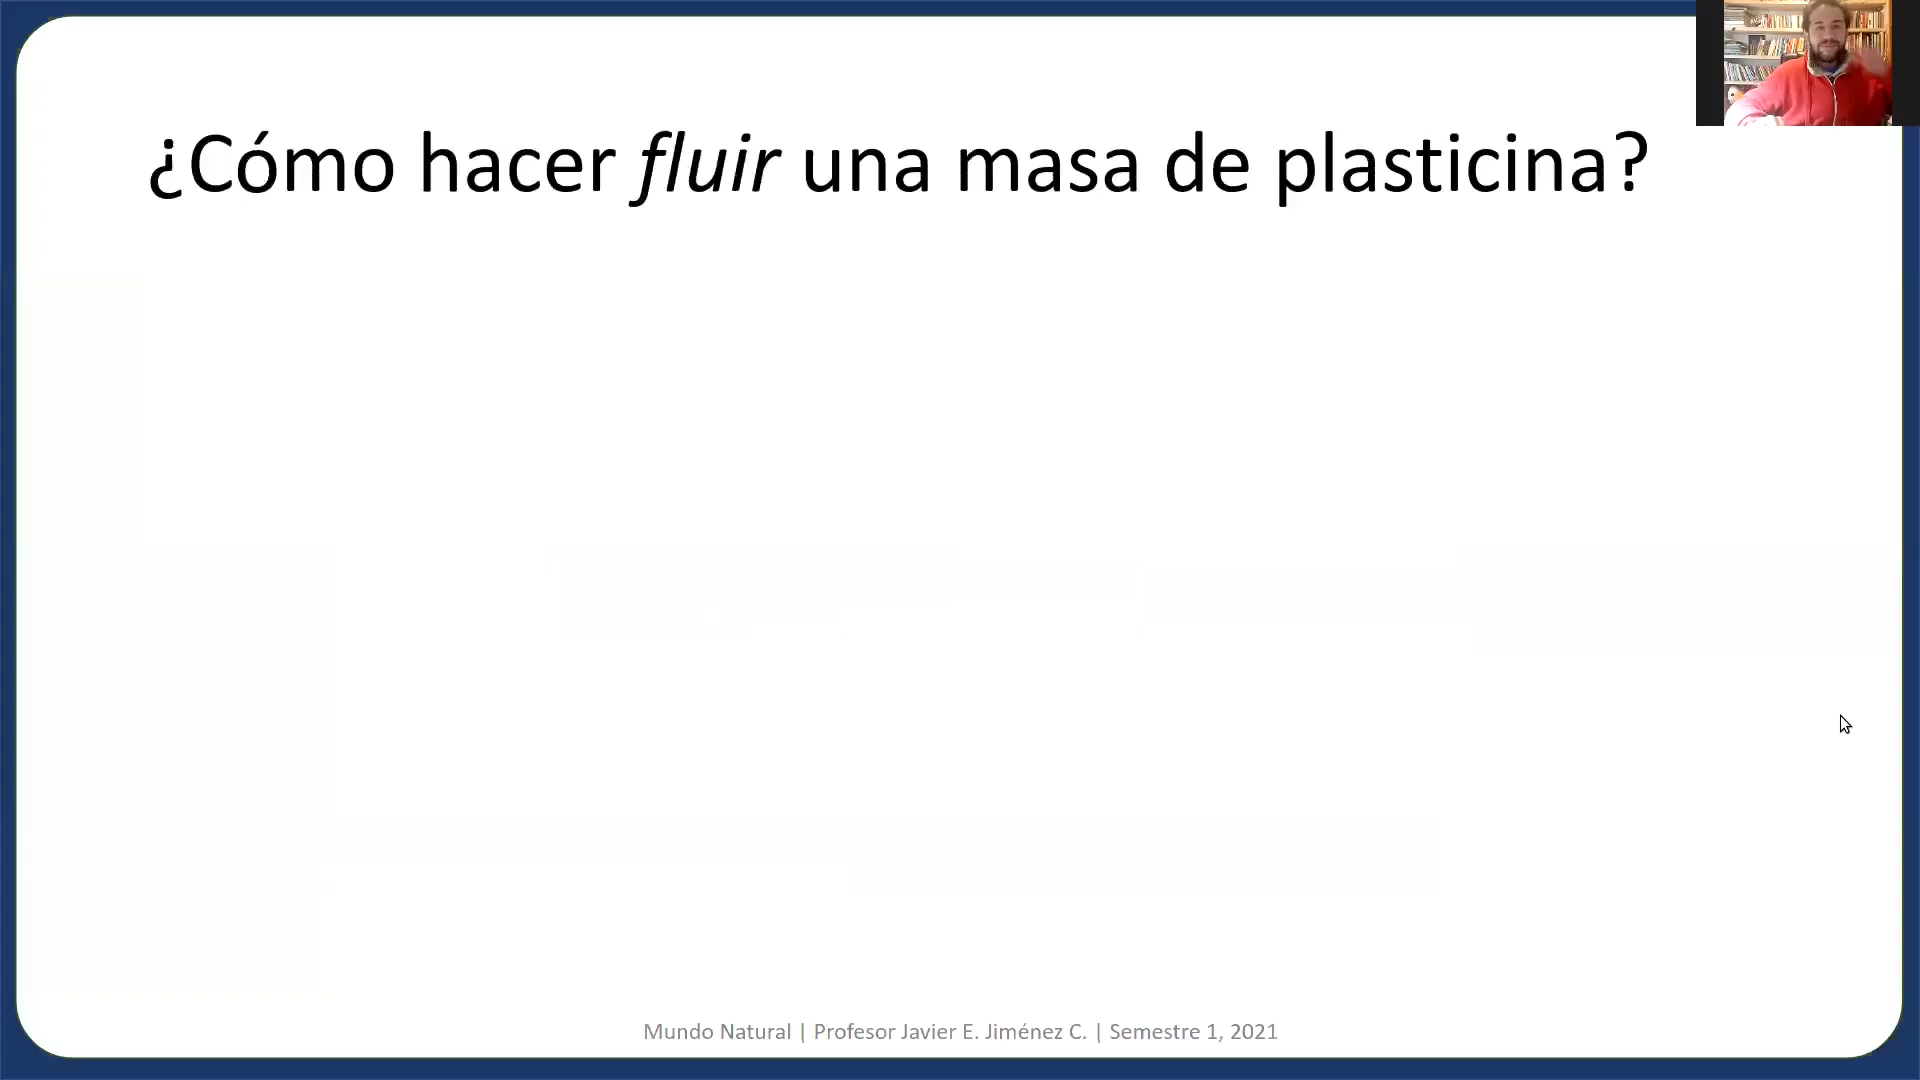 ¿Cómo hacer fluir una masa de plasticina?
Mundo Natural | Profesor Javier E. Jiménez C. | Semestre 1, 2021